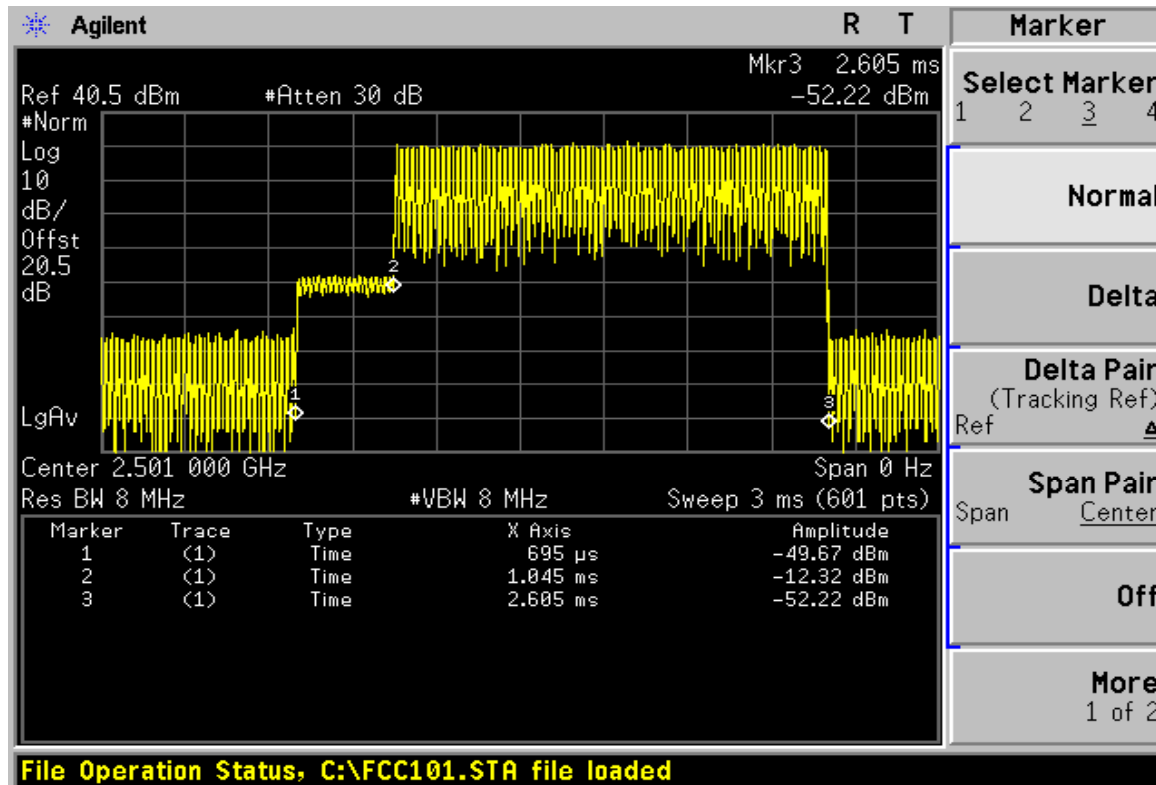 Agilent R T
Mkr3 2.605 ms
Ref 40.5 dBm #Atten 30 dB -52.22 dBm
#Norm
Log
10
dB/
Offst
20.5
dB
2
1
3
LgAv
Center 2.501 000 GHz Span 0 Hz
Res BW 8 MHz #VBW 8 MHz Sweep 3 ms (601 pts)
Marker Trace Type X Axis Amplitude
1 (1) Time 695 µs -49.67 dBm
2 (1) Time 1.045 ms -12.32 dBm
3 (1) Time 2.605 ms -52.22 dBm
File Operation Status, C:\FCC101.STA file loaded
Marker
Select Marker
1 2 3 4
Normal
Delta
Delta Pair
(Tracking Ref)
Ref Δ
Span Pair
Span Center
Off
More
1 of 2